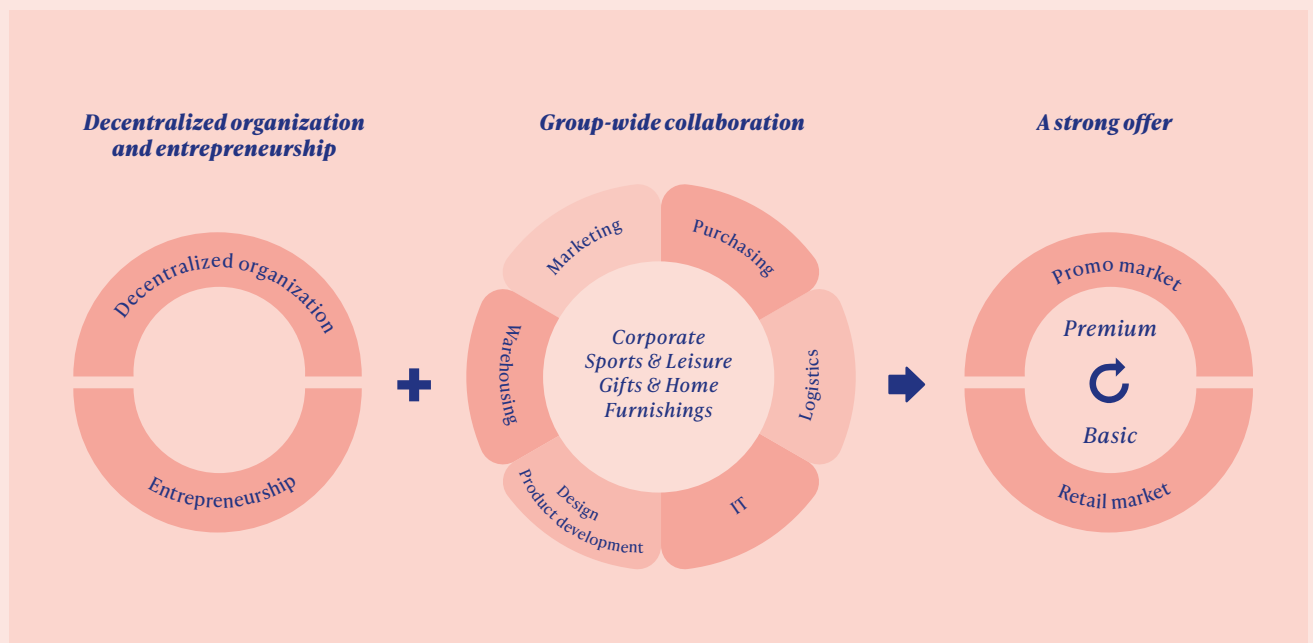 Decentralized organization
and entrepreneurship
Decentralized organization
Entrepreneurship
Group-wide collaboration
Marketing
Purchasing
Logistics
IT
Design
Product development
Warehousing
Corporate
Sports & Leisure
Gifts & Home
Furnishings
A strong offer
Promo market
Premium
Basic
Retail market